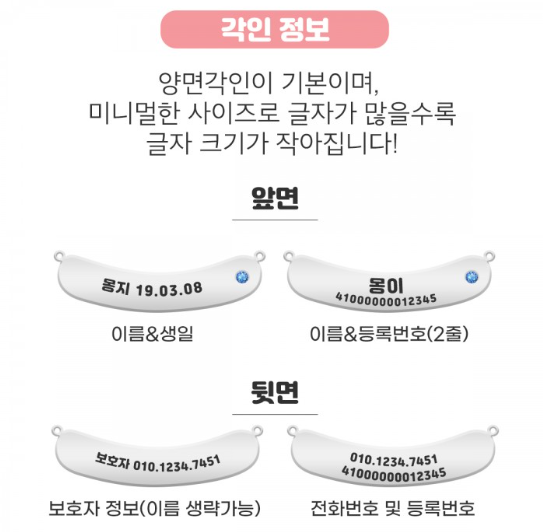 각인 정보
양면각인이 기본이며,
미니멀한 사이즈로 글자가 많을수록
글자 크기가 작아집니다!
앞면
몽지 19.03.08
몽이
41000000012345
이름&생일
이름&등록번호(2줄)
뒷면
보호자 010.1234.7451
010.1234.7451
41000000012345
보호자 정보(이름 생략가능)
전화번호 및 등록번호